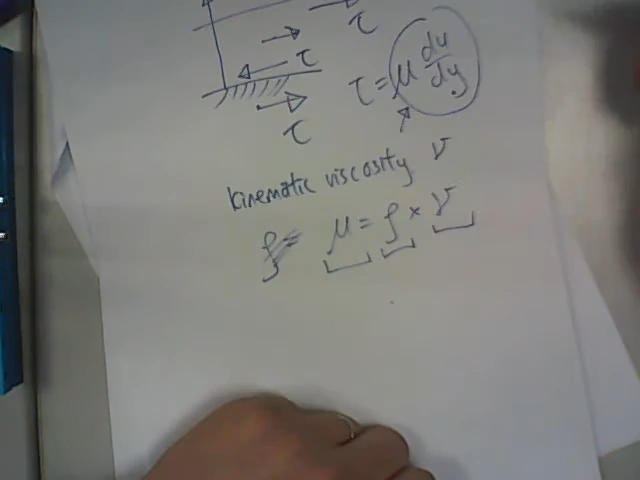 τ
τ
τ = μ du/dy
τ
kinematic viscosity ν
μ = ρ × ν